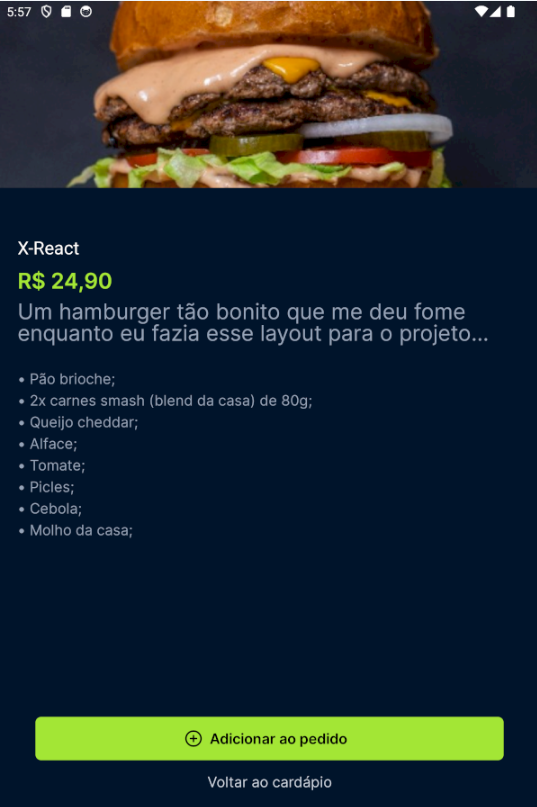 5:57
X-React
R$ 24,90
Um hamburger tão bonito que me deu fome
enquanto eu fazia esse layout para o projeto...
• Pão brioche;
• 2x carnes smash (blend da casa) de 80g;
• Queijo cheddar;
• Alface;
• Tomate;
• Picles;
• Cebola;
• Molho da casa;
Adicionar ao pedido
Voltar ao cardápio